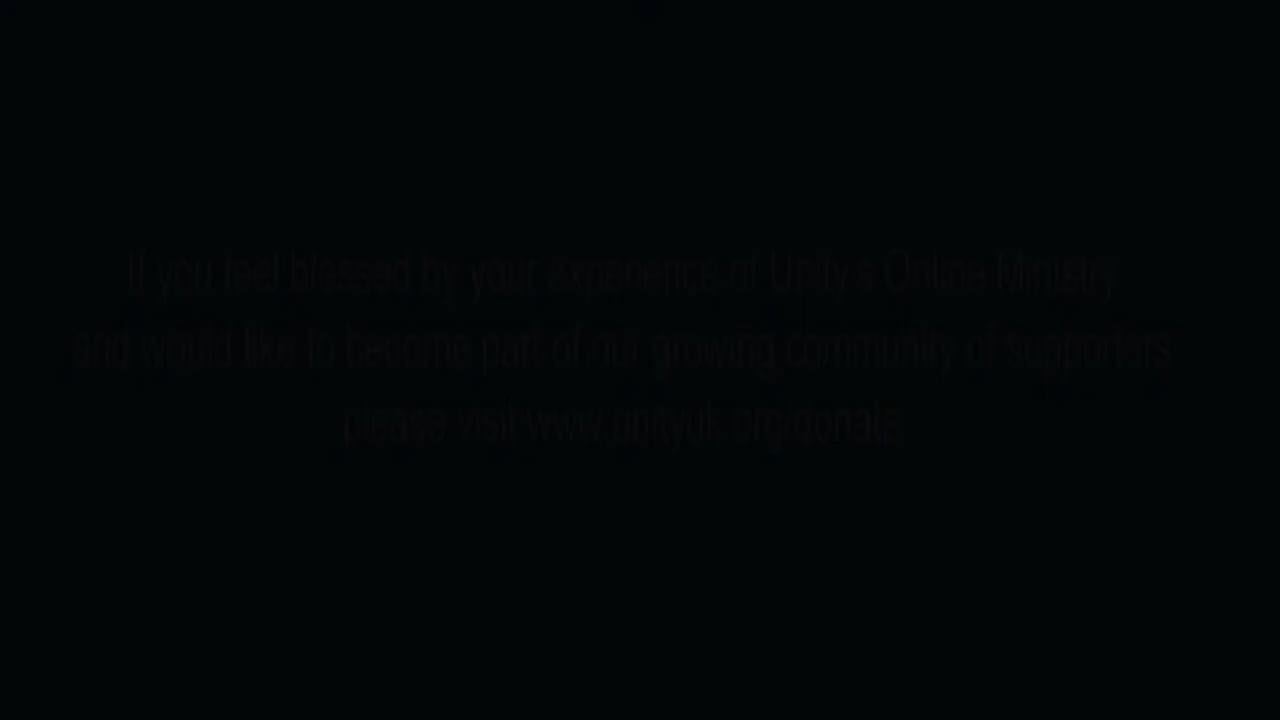 If you feel blessed by your experience of Unity's Online Ministry
and would like to become part of our growing community of supporters
please visit www.unityuk.org/donate